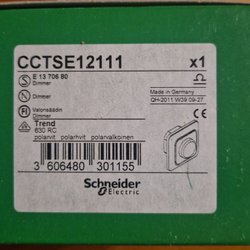 CCTSE12111 x1
E 13 706 80
Dimmer
Dimmer
FI
Valonsäädin
Dimmer
Made in Germany
QH-2011 W39 09-27
Trend
630 RC
polarvit polarhvit polarvalkoinen
3 606480 301155
Schneider
Electric